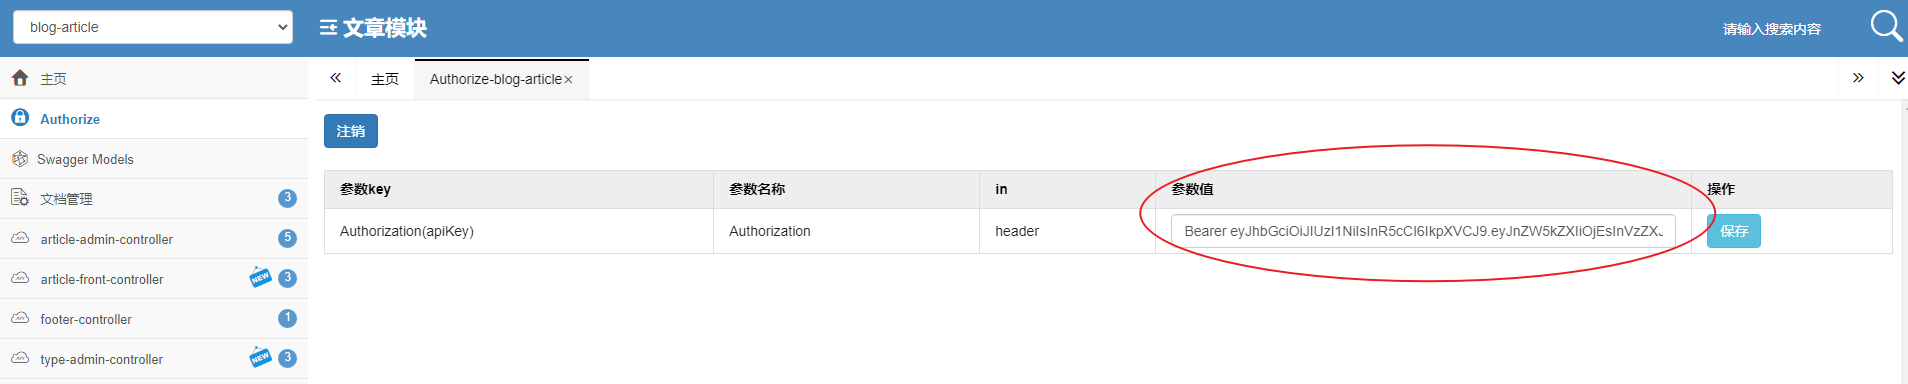 blog-article
文章模块
请输入搜索内容
主页
Authorize
Swagger Models
文档管理 3
article-admin-controller 5
article-front-controller NEW 3
footer-controller 1
type-admin-controller NEW 3
主页 Authorize-blog-article×
注销
参数key 参数名称 in 参数值 操作
Authorization(apiKey) Authorization header Bearer eyJhbGciOiJIUzI1NiIsInR5cCI6IkpXVCJ9.eyJnZW5kZXIiOjEsInVzZXJ 保存